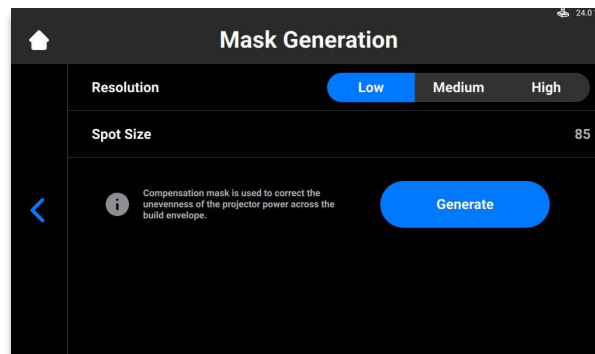 24.0
Mask Generation
Resolution
Low Medium High
Spot Size
85
Compensation mask is used to correct the
unevenness of the projector power across the
build envelope.
Generate